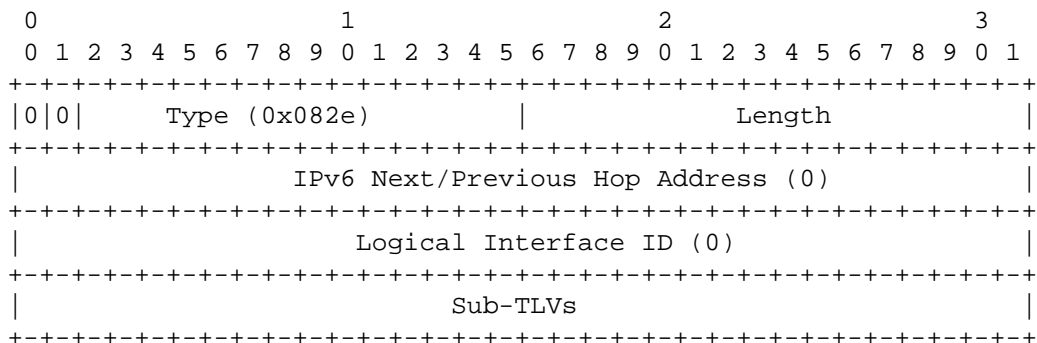 0                   1                   2                   3
 0 1 2 3 4 5 6 7 8 9 0 1 2 3 4 5 6 7 8 9 0 1 2 3 4 5 6 7 8 9 0 1
+-+-+-+-+-+-+-+-+-+-+-+-+-+-+-+-+-+-+-+-+-+-+-+-+-+-+-+-+-+-+-+-+
|0|0|     Type (0x082e)         |             Length            |
+-+-+-+-+-+-+-+-+-+-+-+-+-+-+-+-+-+-+-+-+-+-+-+-+-+-+-+-+-+-+-+-+
|                 IPv6 Next/Previous Hop Address (0)            |
+-+-+-+-+-+-+-+-+-+-+-+-+-+-+-+-+-+-+-+-+-+-+-+-+-+-+-+-+-+-+-+-+
|                     Logical Interface ID (0)                  |
+-+-+-+-+-+-+-+-+-+-+-+-+-+-+-+-+-+-+-+-+-+-+-+-+-+-+-+-+-+-+-+-+
|                           Sub-TLVs                            |
+-+-+-+-+-+-+-+-+-+-+-+-+-+-+-+-+-+-+-+-+-+-+-+-+-+-+-+-+-+-+-+-+